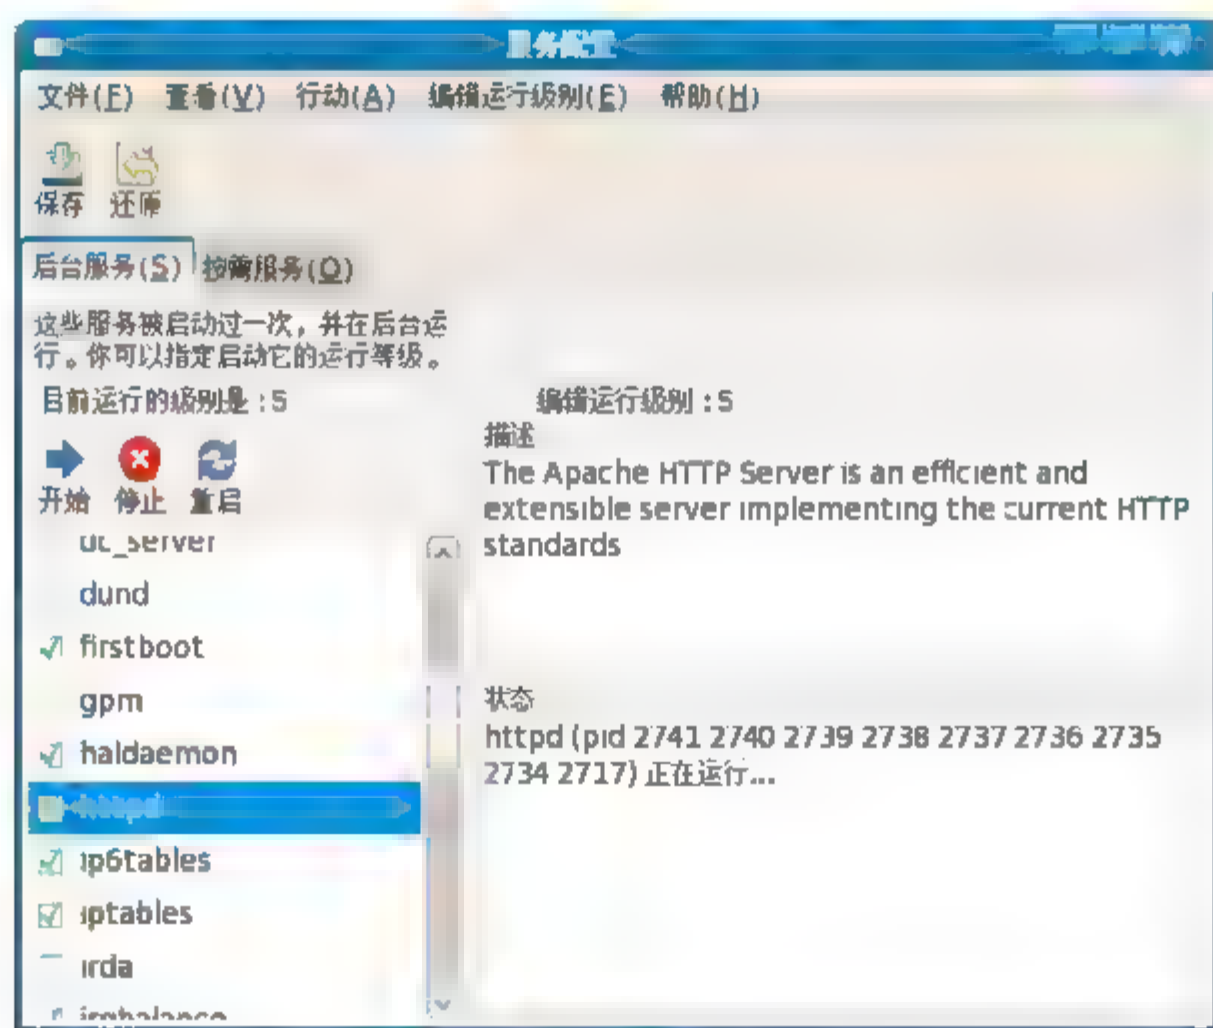 服务配置
文件(F) 查看(V) 行动(A) 编辑运行级别(E) 帮助(H)
保存 还原
后台服务(S) 按需服务(O)
这些服务被启动过一次，并在后台运
行。你可以指定启动它的运行等级。
目前运行的级别是：5 编辑运行级别：5
开始 停止 重启
dc_server
dund
firstboot
gpm
haldaemon
httpd
ip6tables
iptables
irda
irqbalance
描述
The Apache HTTP Server is an efficient and
extensible server implementing the current HTTP
standards
状态
httpd (pid 2741 2740 2739 2738 2737 2736 2735
2734 2717) 正在运行...